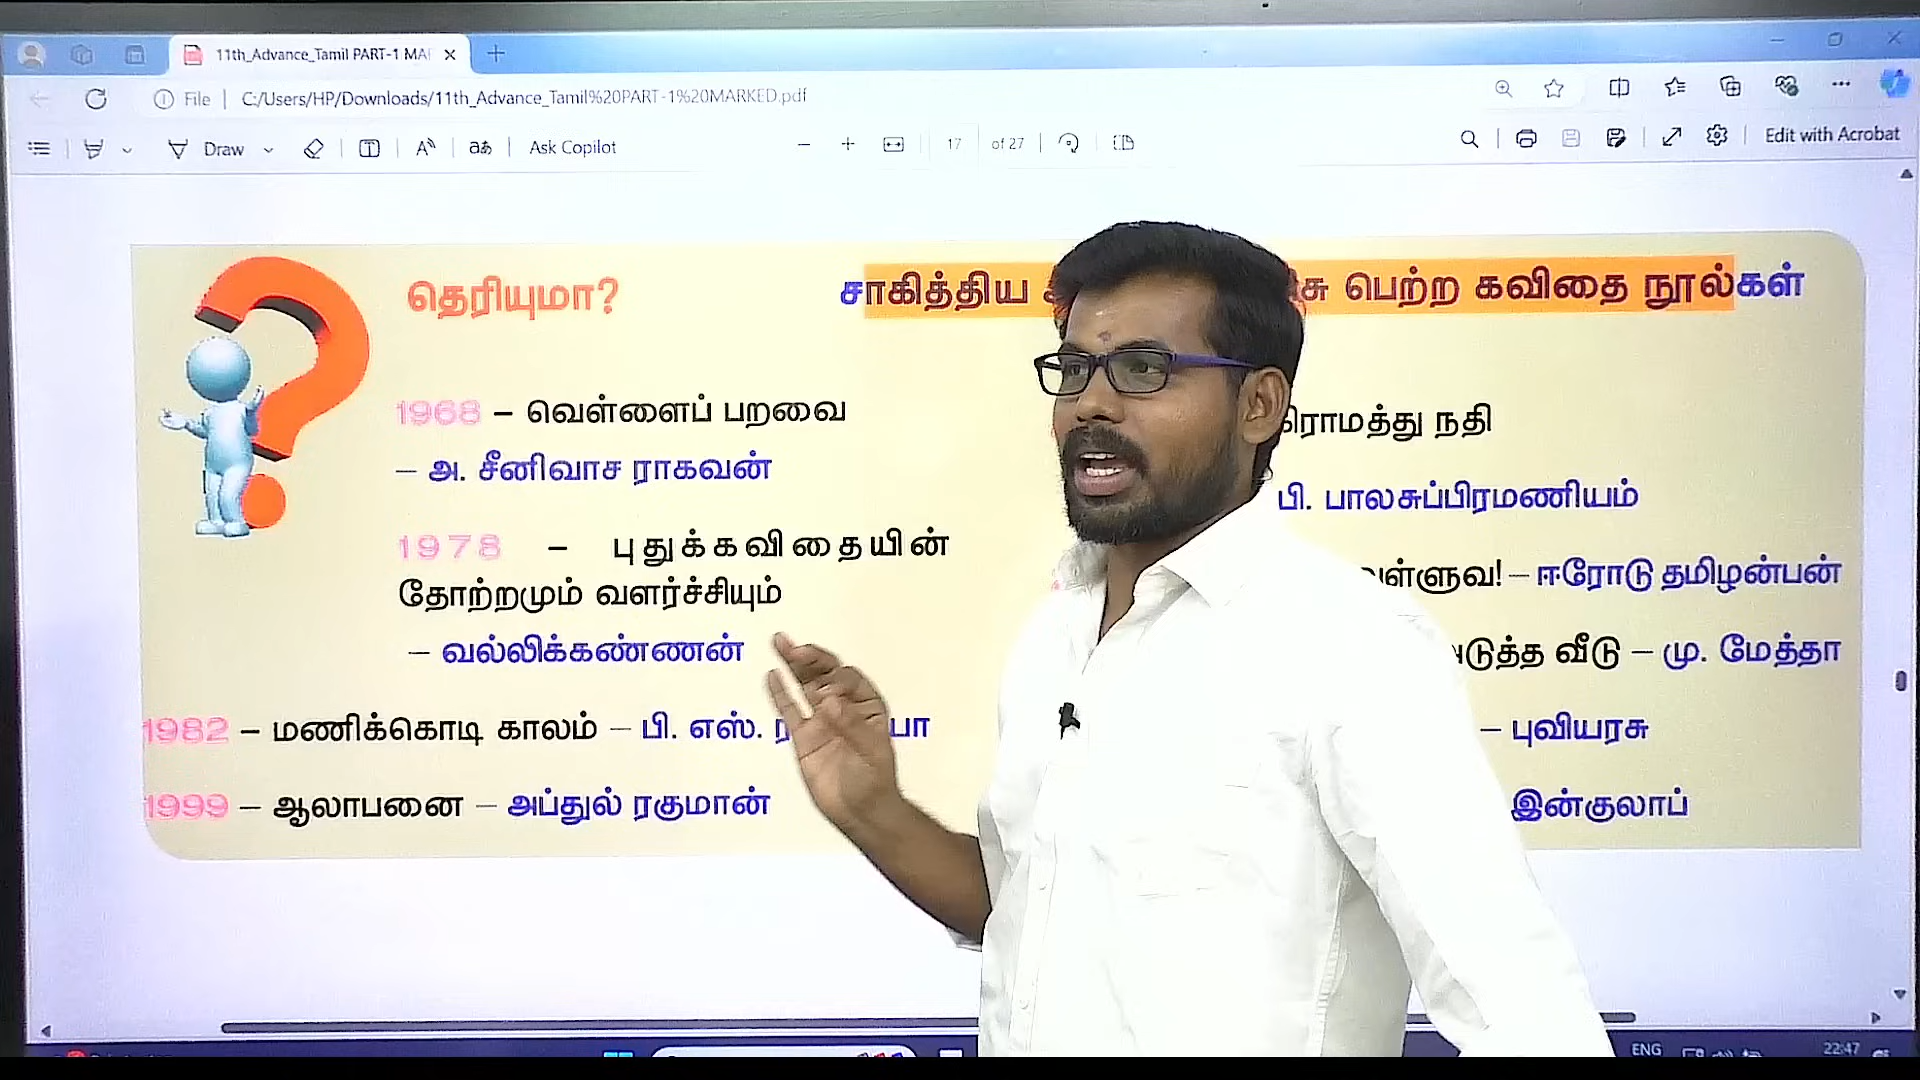 11th_Advance_Tamil PART-1 MA
File
C:/Users/HP/Downloads/11th_Advance_Tamil%20PART-1%20MARKED.pdf
Draw
Ask Copilot
17 of 27
Edit with Acrobat
தெரியுமா?
சாகித்திய
சு பெற்ற கவிதை நூல்கள்
1968 – வெள்ளைப் பறவை
– அ. சீனிவாச ராகவன்
1978 – புதுக்கவிதையின்
தோற்றமும் வளர்ச்சியும்
– வல்லிக்கண்ணன்
1982 – மணிக்கொடி காலம் – பி. எஸ்.
1999 – ஆலாபனை – அப்துல் ரகுமான்
கிராமத்து நதி
பி. பாலசுப்பிரமணியம்
– ஈரோடு தமிழன்பன்
வீடு – மு. மேத்தா
– புவியரசு
இன்குலாப்
ENG
22:47